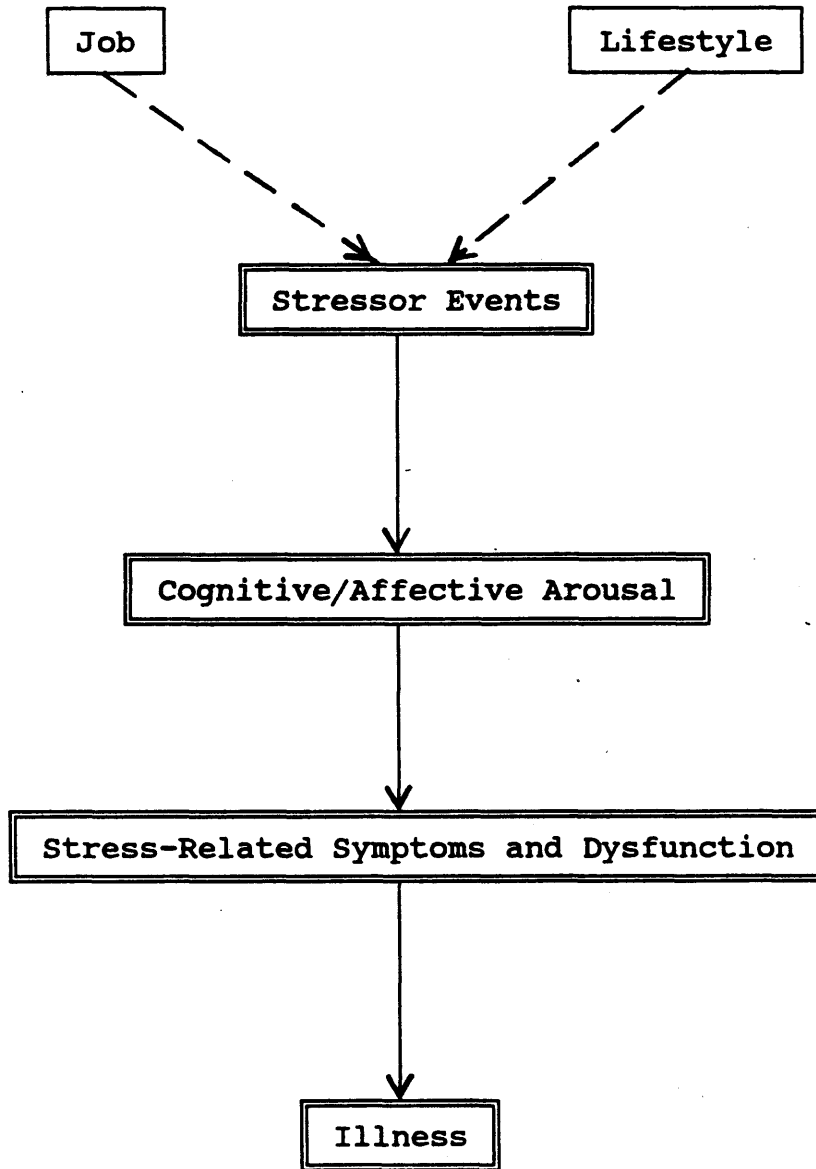 Job
Lifestyle
Stressor Events
Cognitive/Affective Arousal
Stress-Related Symptoms and Dysfunction
Illness